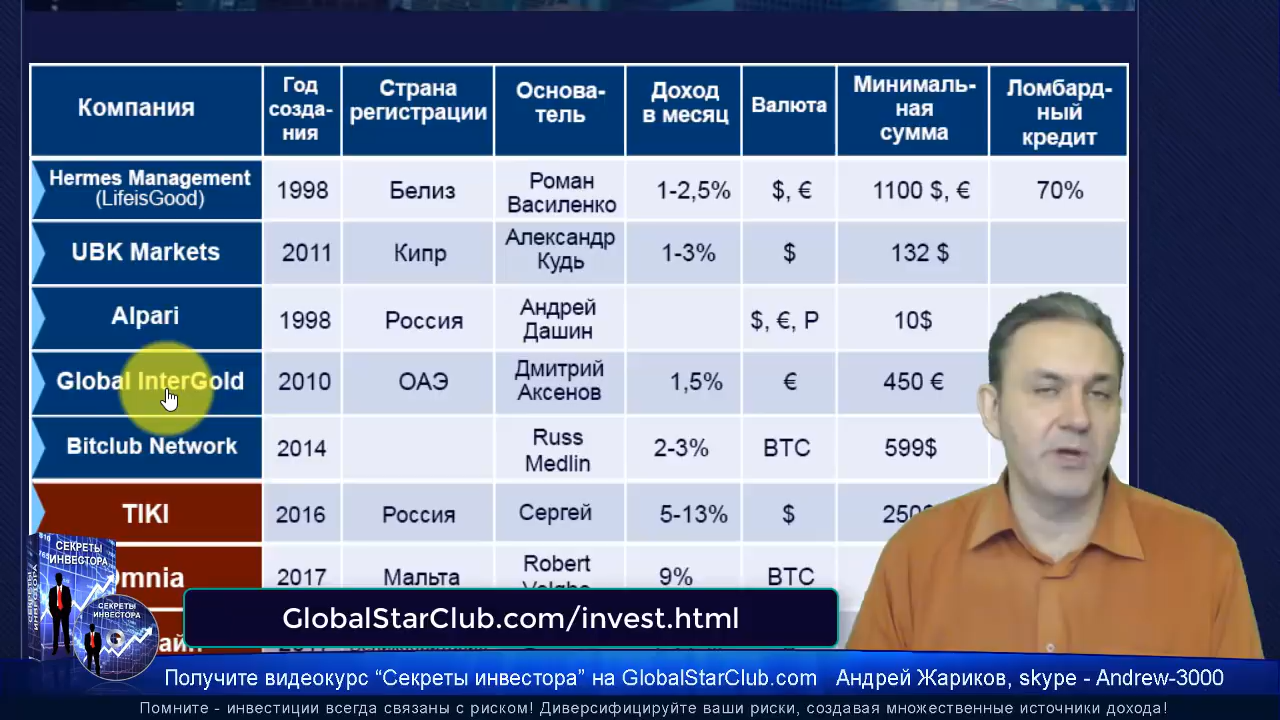 Компания
Год созда- ния
Страна регистрации
Основа- тель
Доход в месяц
Валюта
Минималь- ная сумма
Ломбард- ный кредит
Hermes Management (LifeisGood)
1998
Белиз
Роман Василенко
1-2,5%
$, €
1100 $, €
70%
UBK Markets
2011
Кипр
Александр Кудь
1-3%
$
132 $
Alpari
1998
Россия
Андрей Дашин
$, €, Р
10$
Global InterGold
2010
ОАЭ
Дмитрий Аксенов
1,5%
€
450 €
Bitclub Network
2014
Russ Medlin
2-3%
BTC
599$
TIKI
2016
Россия
Сергей
5-13%
$
Omnia
2017
Мальта
Robert
9%
BTC
СЕКРЕТЫ ИНВЕСТОРА
СЕКРЕТЫ ИНВЕСТОРА
GlobalStarClub.com/invest.html
Получите видеокурс “Секреты инвестора” на GlobalStarClub.com Андрей Жариков, skype - Andrew-3000
Помните - инвестиции всегда связаны с риском! Диверсифицируйте ваши риски, создавая множественные источники дохода!